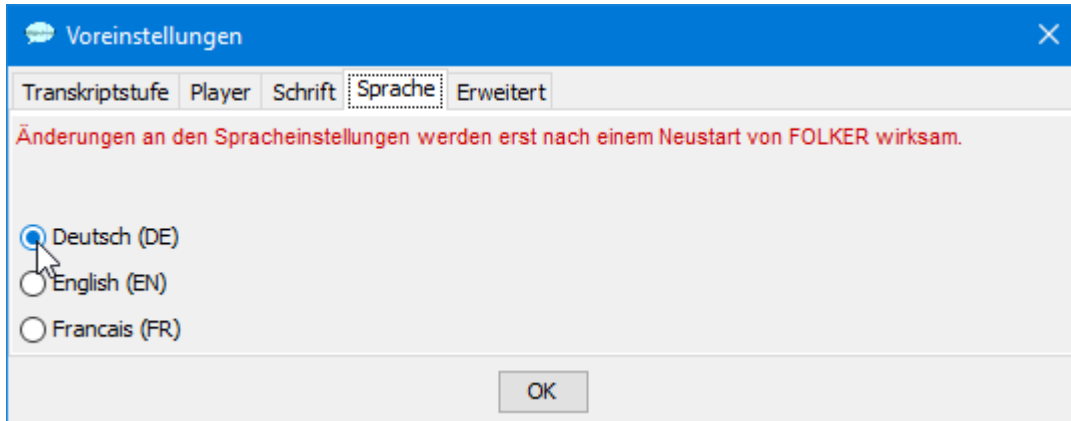 Voreinstellungen
Transkriptstufe Player Schrift Sprache Erweitert
Änderungen an den Spracheinstellungen werden erst nach einem Neustart von FOLKER wirksam.
Deutsch (DE)
English (EN)
Francais (FR)
OK